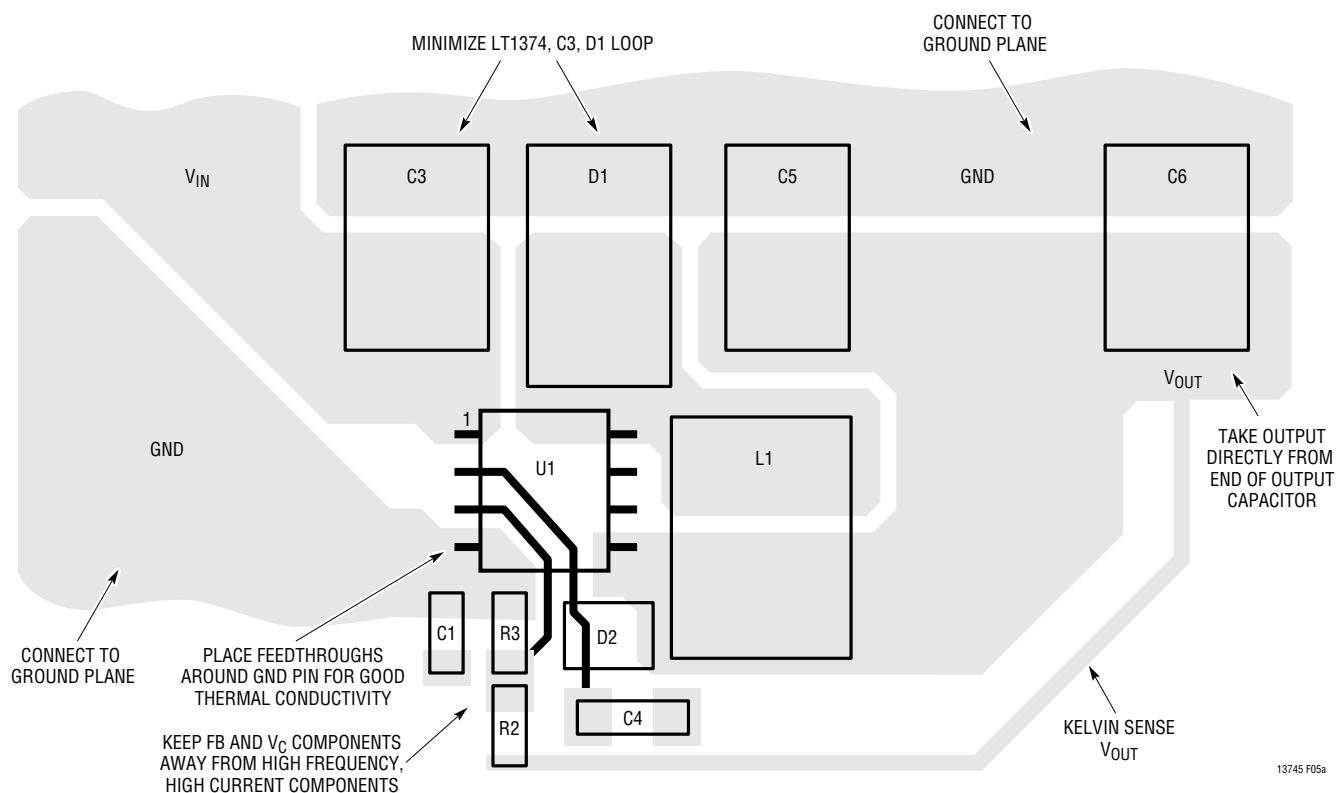 MINIMIZE LT1374, C3, D1 LOOP
CONNECT TO
GROUND PLANE
VIN
C3
D1
C5
GND
C6
VOUT
TAKE OUTPUT
DIRECTLY FROM
END OF OUTPUT
CAPACITOR
1
U1
L1
GND
CONNECT TO
GROUND PLANE
PLACE FEEDTHROUGHS
AROUND GND PIN FOR GOOD
THERMAL CONDUCTIVITY
C1
R3
D2
R2
C4
KEEP FB AND VC COMPONENTS
AWAY FROM HIGH FREQUENCY,
HIGH CURRENT COMPONENTS
KELVIN SENSE
VOUT
13745 F05a